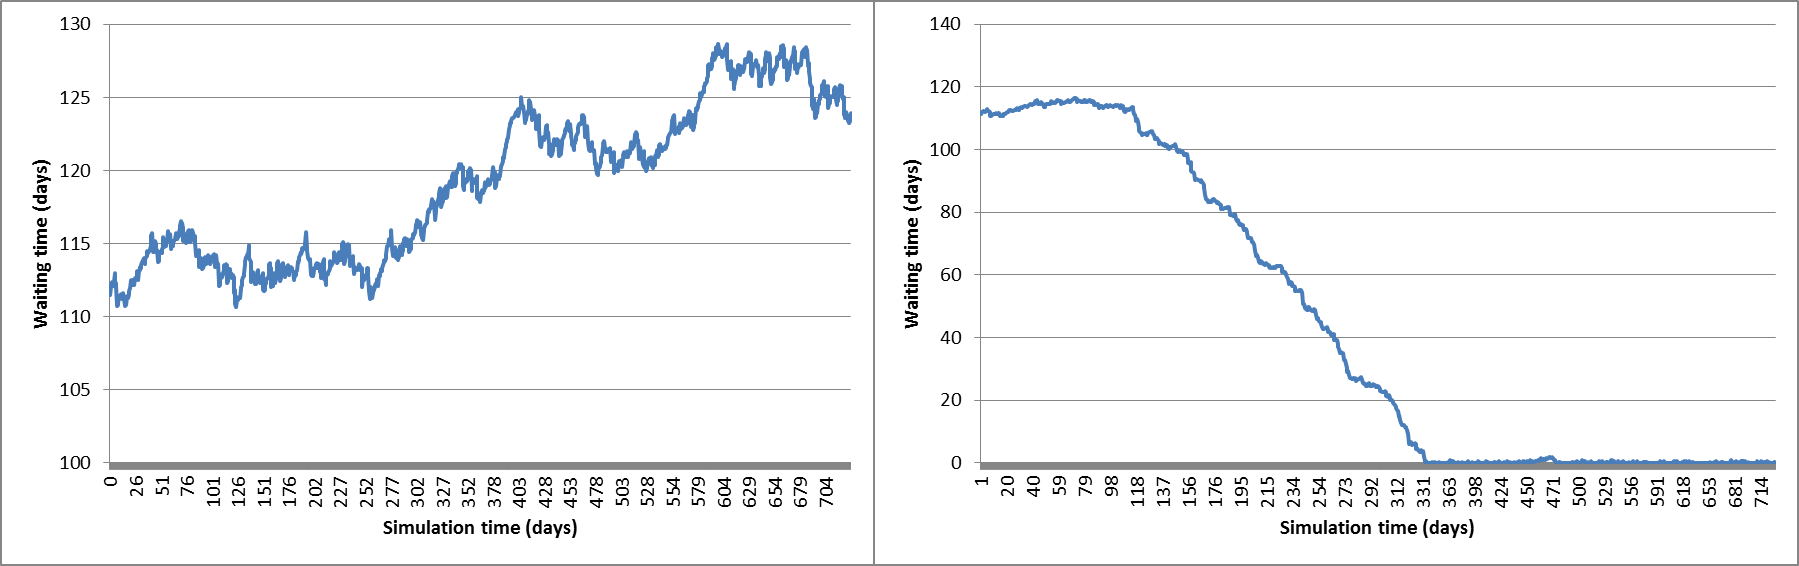 130
125
120
115
110
105
100
Waiting time (days)
0 26 51 76 101 126 151 176 202 227 252 277 302 327 352 378 403 428 453 478 503 528 554 579 604 629 654 679 704
Simulation time (days)
140
120
100
80
60
40
20
0
Waiting time (days)
1 20 40 59 79 98 118 137 156 176 195 215 234 254 273 292 312 331 363 398 424 450 471 500 529 556 591 618 653 681 714
Simulation time (days)